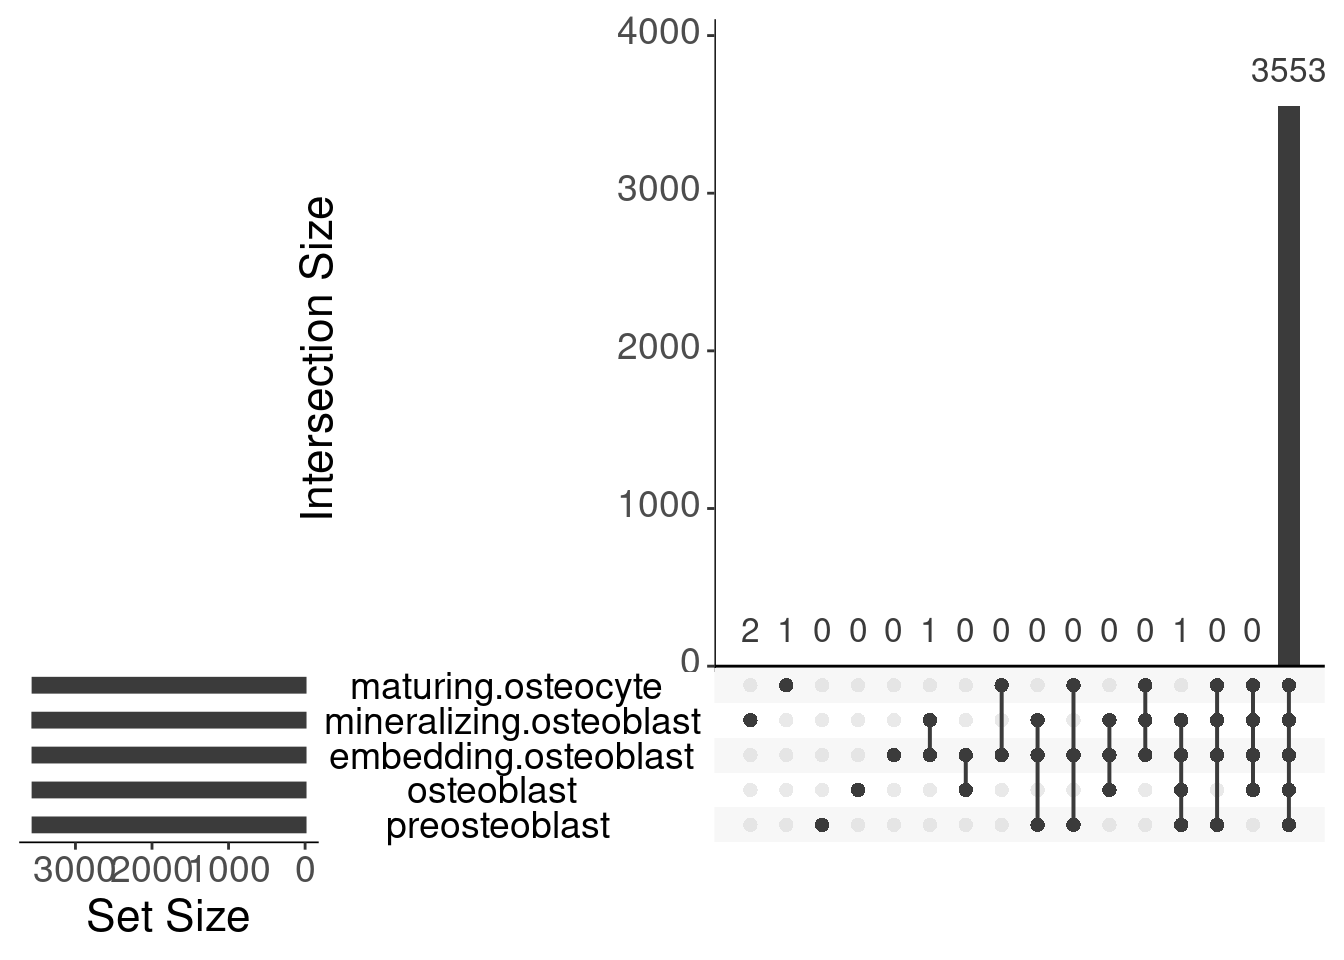 4000
3553
3000
Intersection Size
2000
1000
2 1 0 0 0 1 0 0 0 0 0 0 1 0 0
0
maturing.osteocyte
mineralizing.osteoblast
embedding.osteoblast
osteoblast
preosteoblast
3000 2000 1000 0
Set Size